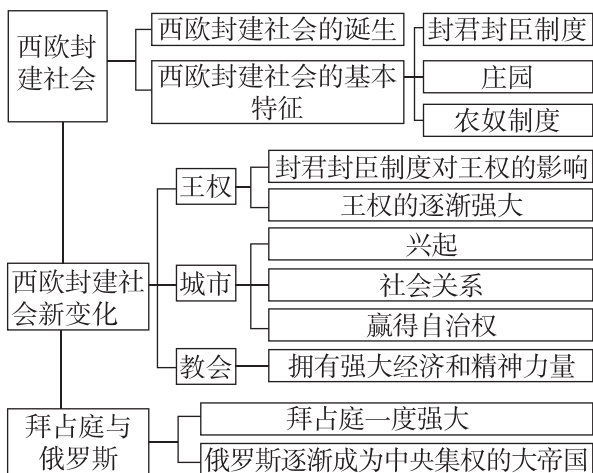 西欧封
建社会
西欧封建社会的诞生
西欧封建社会的基本
特征
封君封臣制度
庄园
农奴制度
西欧封建社
会新变化
王权
封君封臣制度对王权的影响
王权的逐渐强大
城市
兴起
社会关系
赢得自治权
教会
拥有强大经济和精神力量
拜占庭与
俄罗斯
拜占庭一度强大
俄罗斯逐渐成为中央集权的大帝国